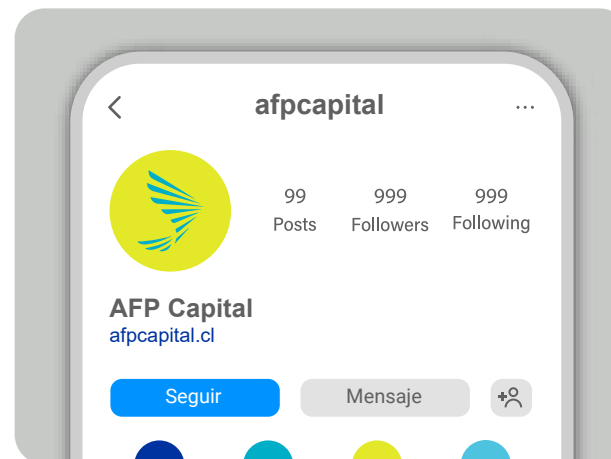 afpcapital
99 999 999
Posts Followers Following
AFP Capital
afpcapital.cl
Seguir Mensaje